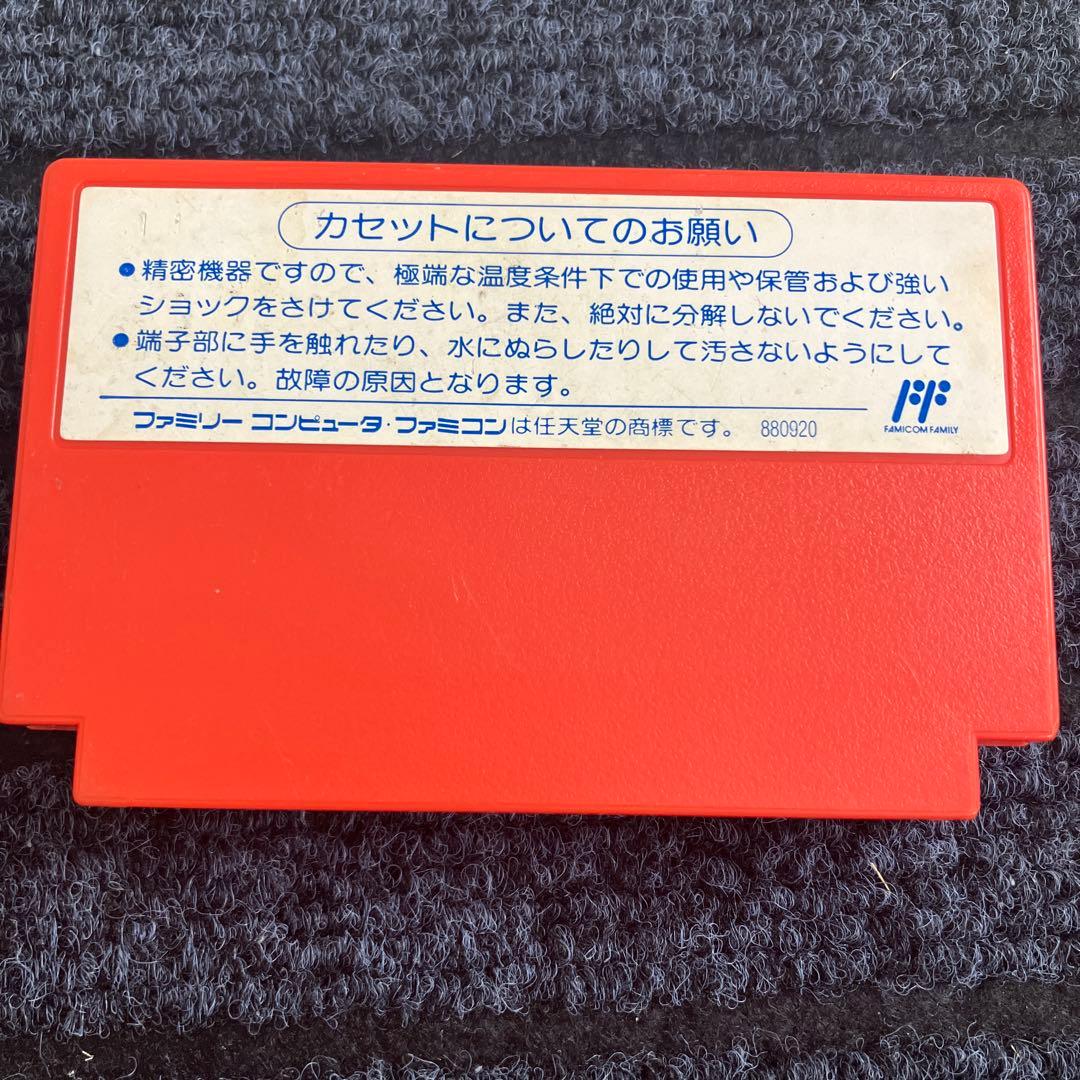 カセットについてのお願い
●精密機器ですので、極端な温度条件下での使用や保管および強い
ショックをさけてください。また、絶対に分解しないでください。
●端子部に手を触れたり、水にぬらしたりして汚さないようにして
ください。故障の原因となります。
ファミリー コンピュータ・ファミコンは任天堂の商標です。 880920
FAMICOM FAMILY